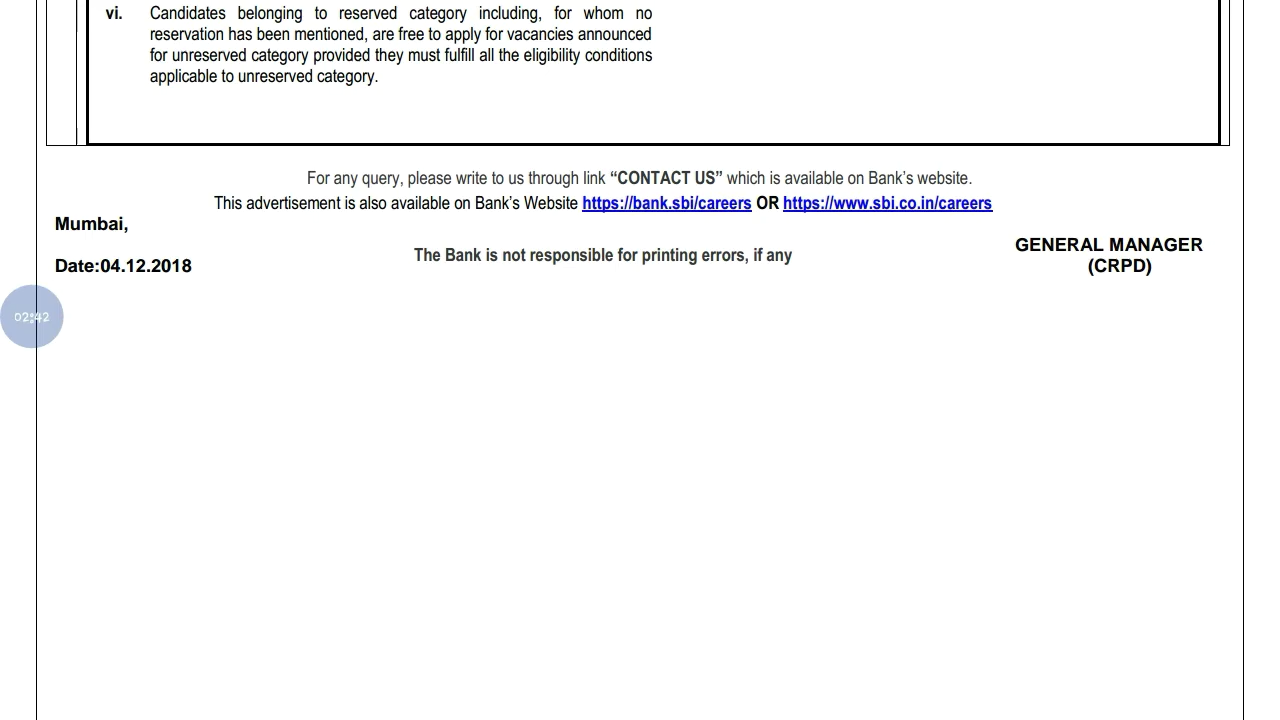 vi. Candidates belonging to reserved category including, for whom no
reservation has been mentioned, are free to apply for vacancies announced
for unreserved category provided they must fulfill all the eligibility conditions
applicable to unreserved category.
For any query, please write to us through link “CONTACT US” which is available on Bank’s website.
This advertisement is also available on Bank’s Website https://bank.sbi/careers OR https://www.sbi.co.in/careers
Mumbai,
The Bank is not responsible for printing errors, if any
GENERAL MANAGER
(CRPD)
Date:04.12.2018
02:42